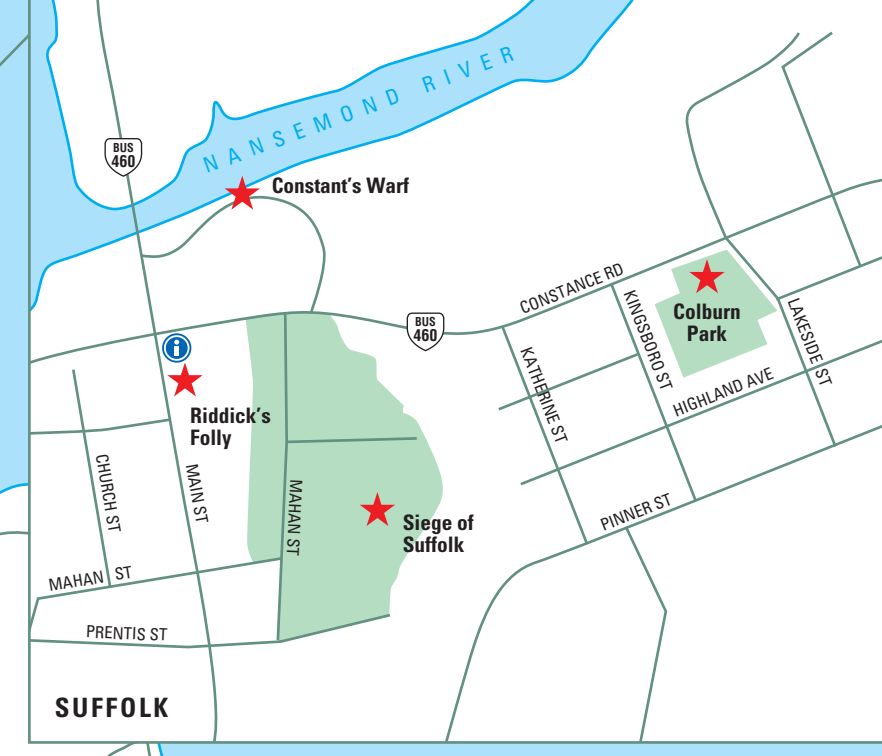 NANSEMOND RIVER
BUS
460
Constant's Warf
CONSTANCE RD
BUS
460
Colburn
Park
KINGSBORO ST
LAKESIDE ST
KATHERINE ST
HIGHLAND AVE
i
Riddick's
Folly
CHURCH ST
MAIN ST
MAHAN ST
Siege of
Suffolk
PINNER ST
MAHAN ST
PRENTIS ST
SUFFOLK